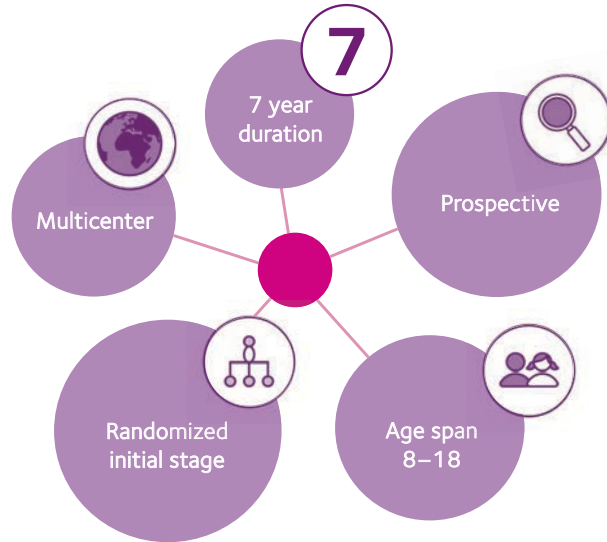 7
7 year
duration
Multicenter
Prospective
Randomized
initial stage
Age span
8–18